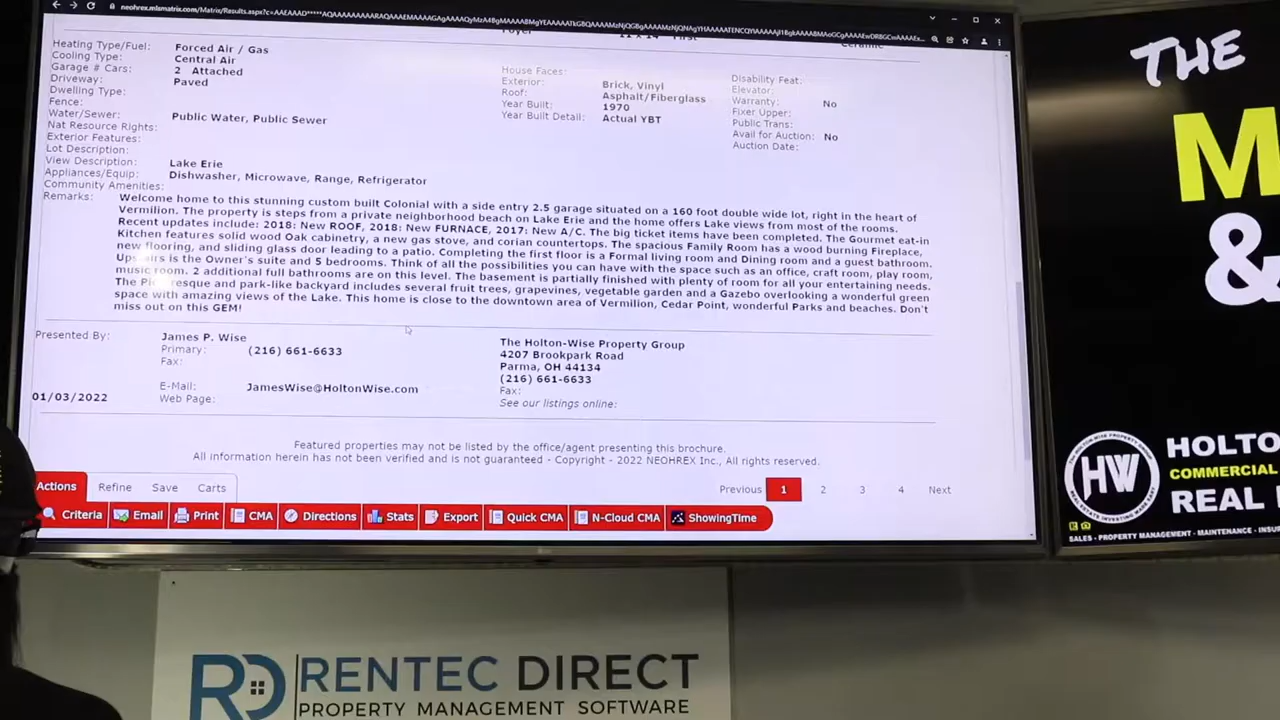 neohrex.mlsmatrix.com/Matrix/Results.aspx?
Foyer 11 x 14 First Ceramic
Heating Type/Fuel: Forced Air / Gas
Cooling Type: Central Air
Garage # Cars: 2 Attached
Driveway: Paved
Dwelling Type:
Fence:
Water/Sewer: Public Water, Public Sewer
Nat Resource Rights:
Exterior Features:
Lot Description:
View Description: Lake Erie
Appliances/Equip: Dishwasher, Microwave, Range, Refrigerator
Community Amenities:
House Faces:
Exterior: Brick, Vinyl
Roof: Asphalt/Fiberglass
Year Built: 1970
Year Built Detail: Actual YBT
Disability Feat:
Elevator:
Warranty: No
Fixer Upper:
Public Trans:
Avail for Auction: No
Auction Date:
Remarks: Welcome home to this stunning custom built Colonial with a side entry 2.5 garage situated on a 160 foot double wide lot, right in the heart of
Vermilion. The property is steps from a private neighborhood beach on Lake Erie and the home offers Lake views from most of the rooms.
Recent updates include: 2018: New ROOF, 2018: New FURNACE, 2017: New A/C. The big ticket items have been completed. The Gourmet eat-in
Kitchen features solid wood Oak cabinetry, a new gas stove, and corian countertops. The spacious Family Room has a wood burning Fireplace,
new flooring, and sliding glass door leading to a patio. Completing the first floor is a Formal living room and Dining room and a guest bathroom.
Upstairs is the Owner's suite and 5 bedrooms. Think of all the possibilities you can have with the space such as an office, craft room, play room,
music room. 2 additional full bathrooms are on this level. The basement is partially finished with plenty of room for all your entertaining needs.
The Picturesque and park-like backyard includes several fruit trees, grapevines, vegetable garden and a Gazebo overlooking a wonderful green
space with amazing views of the Lake. This home is close to the downtown area of Vermilion, Cedar Point, wonderful Parks and beaches. Don't
miss out on this GEM!
Presented By: James P. Wise
Primary: (216) 661-6633
Fax:
E-Mail: JamesWise@HoltonWise.com
01/03/2022 Web Page:
The Holton-Wise Property Group
4207 Brookpark Road
Parma, OH 44134
(216) 661-6633
Fax:
See our listings online:
Featured properties may not be listed by the office/agent presenting this brochure.
All information herein has not been verified and is not guaranteed - Copyright - 2022 NEOHREX Inc., All rights reserved.
Actions Refine Save Carts
Previous 1 2 3 4 Next
Criteria Email Print CMA Directions Stats Export Quick CMA N-Cloud CMA ShowingTime
THE
M
&
HW
HOLTO
COMMERCIAL
REAL
SALES - PROPERTY MANAGEMENT - MAINTENANCE - INSU
RD RENTEC DIRECT
PROPERTY MANAGEMENT SOFTWARE